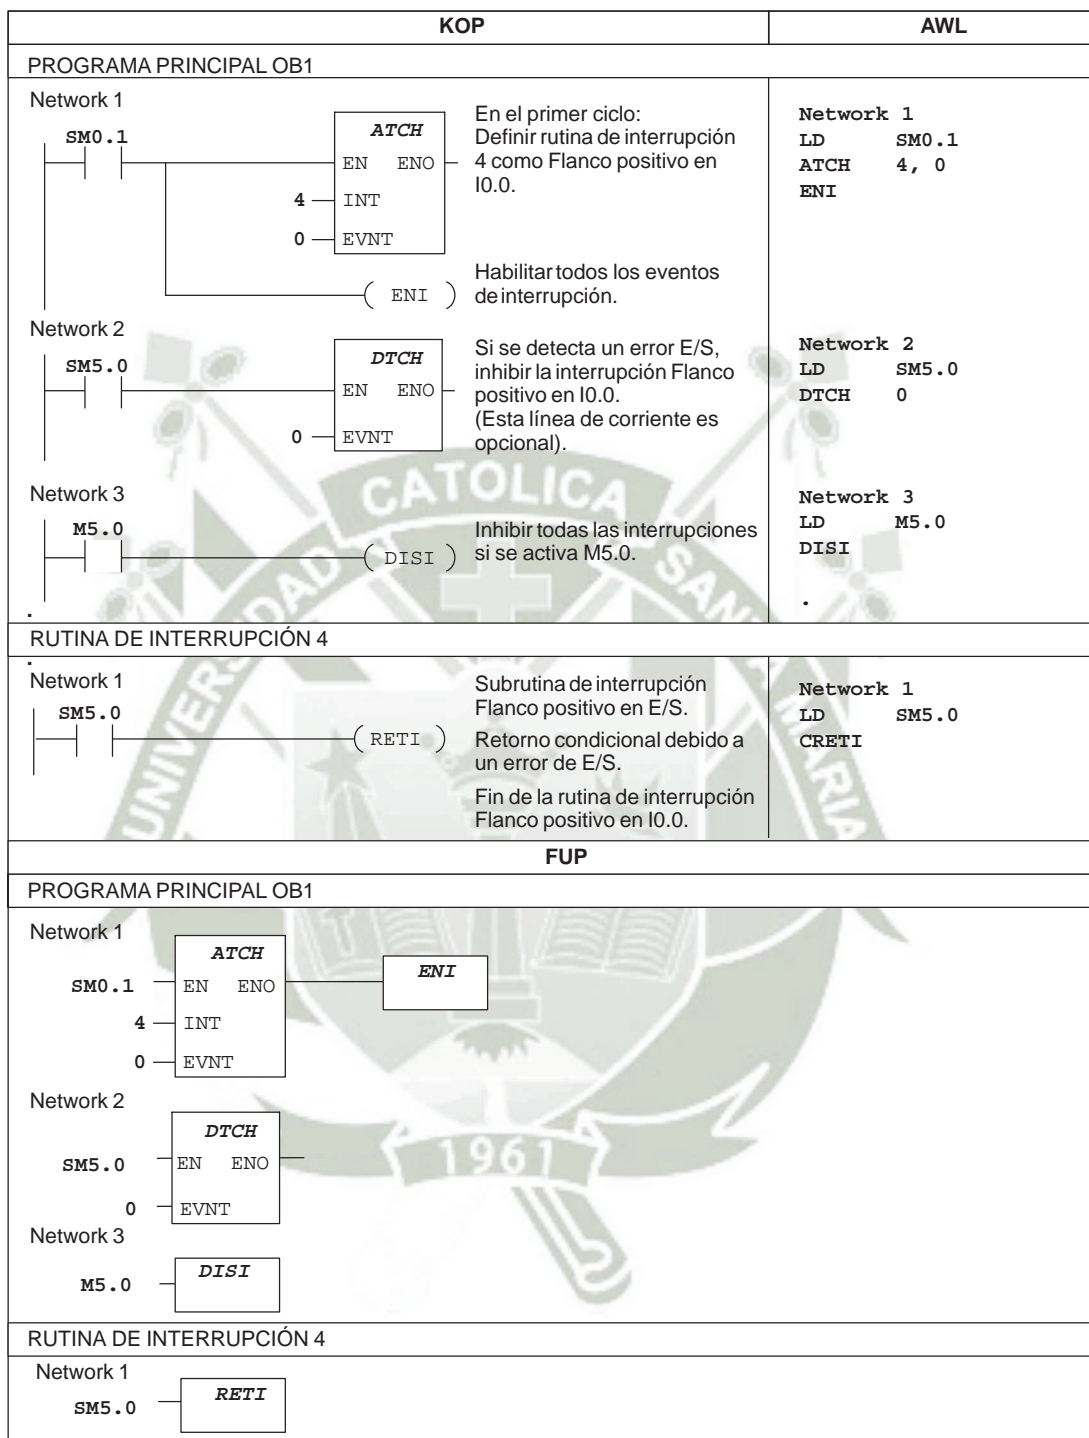 KOP
AWL
PROGRAMA PRINCIPAL OB1
Network 1
SM0.1
ATCH
EN ENO
4 INT
0 EVNT
ENI
En el primer ciclo:
Definir rutina de interrupción
4 como Flanco positivo en
I0.0.
Habilitar todos los eventos
de interrupción.
Network 1
LD SM0.1
ATCH 4, 0
ENI
Network 2
SM5.0
DTCH
EN ENO
0 EVNT
Si se detecta un error E/S,
inhibir la interrupción Flanco
positivo en I0.0.
(Esta línea de corriente es
opcional).
Network 2
LD SM5.0
DTCH 0
Network 3
M5.0
DISI
Inhibir todas las interrupciones
si se activa M5.0.
Network 3
LD M5.0
DISI
.
.
RUTINA DE INTERRUPCIÓN 4
.
Network 1
SM5.0
RETI
Subrutina de interrupción
Flanco positivo en E/S.
Retorno condicional debido a
un error de E/S.
Fin de la rutina de interrupción
Flanco positivo en I0.0.
Network 1
LD SM5.0
CRETI
FUP
PROGRAMA PRINCIPAL OB1
Network 1
ATCH
SM0.1 EN ENO
4 INT
0 EVNT
ENI
Network 2
DTCH
SM5.0 EN ENO
0 EVNT
Network 3
M5.0 DISI
RUTINA DE INTERRUPCIÓN 4
Network 1
SM5.0 RETI
UNIVERSIDAD CATOLICA SANTA MARIA
1961